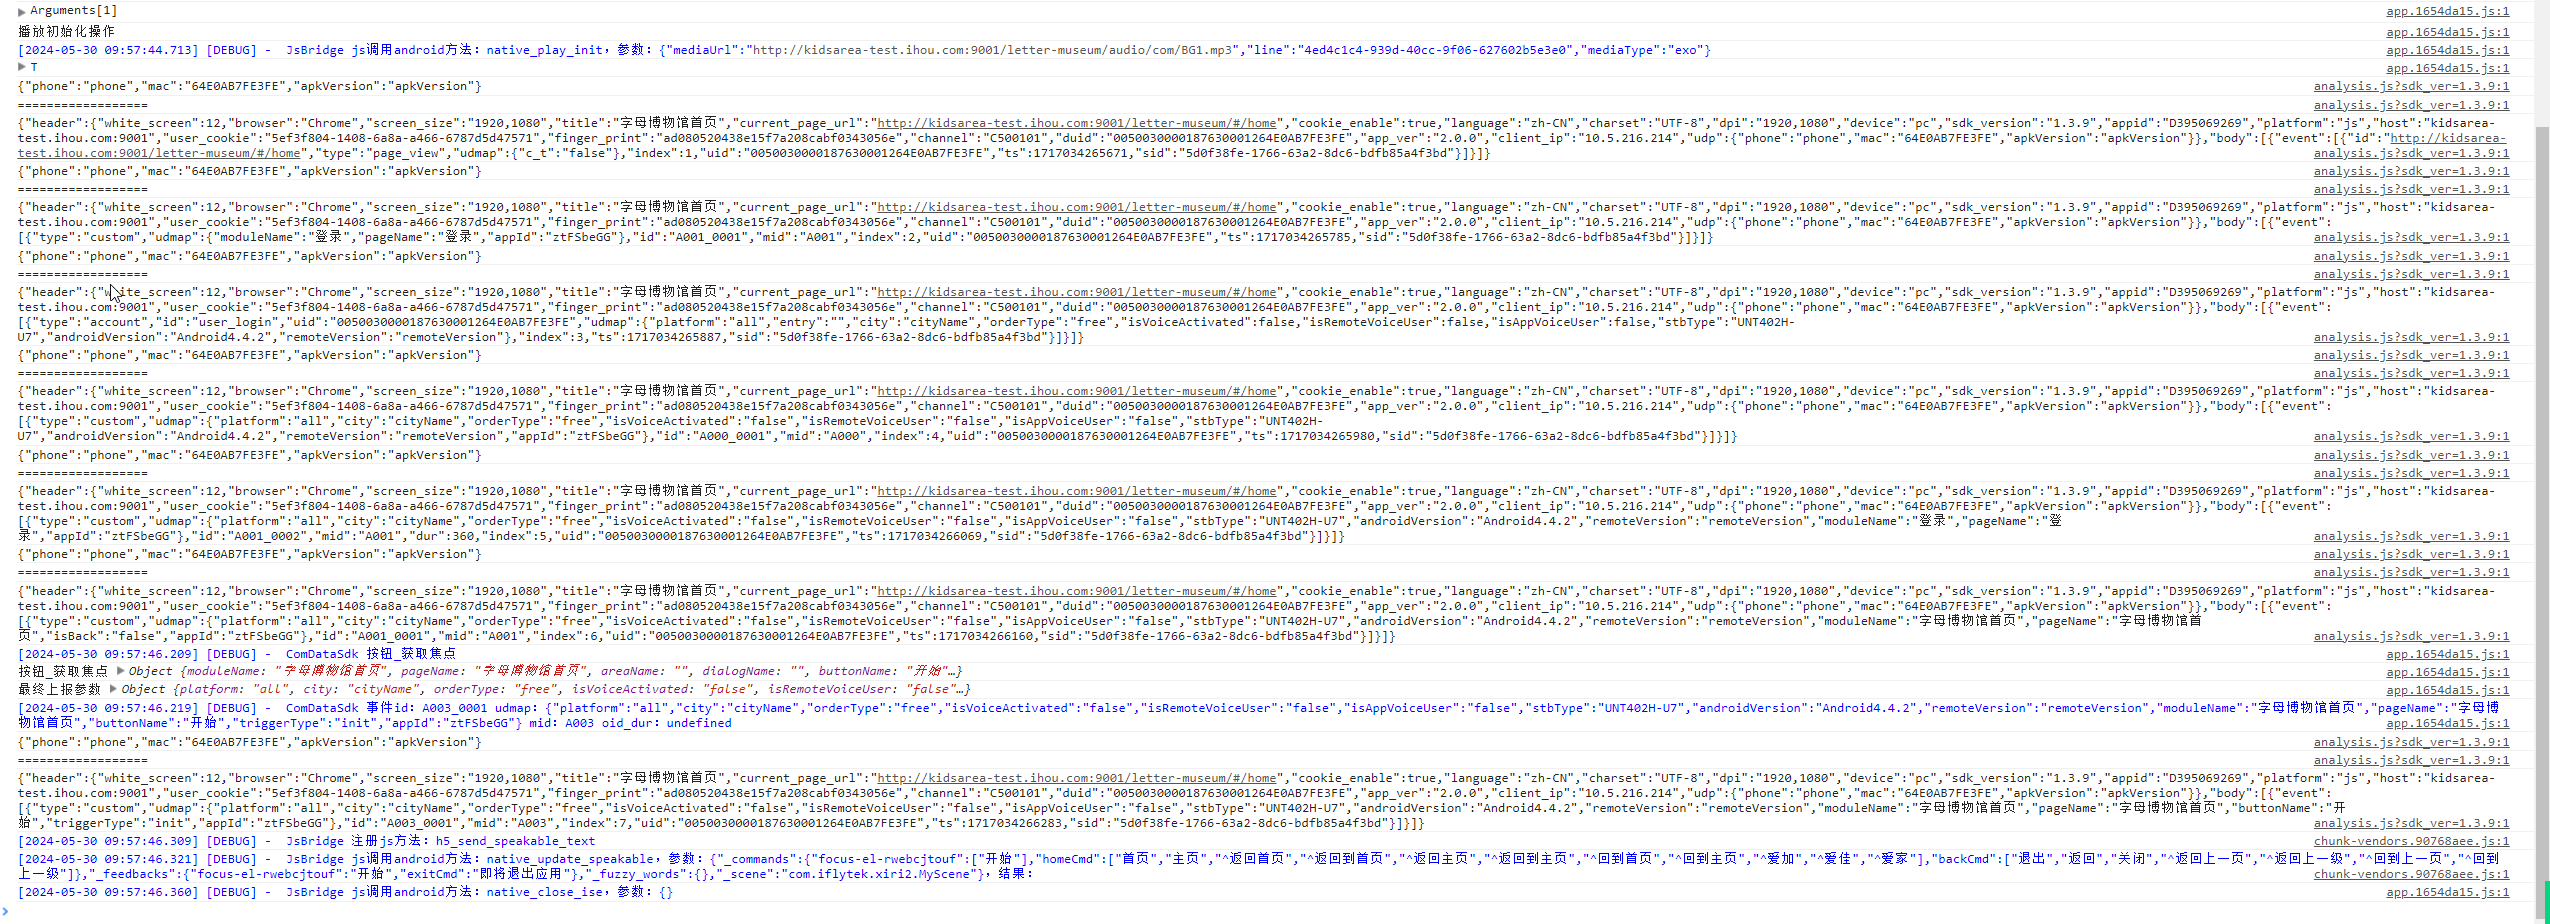 Arguments[1] app.1654da15.js:1
播放初始化操作 app.1654da15.js:1
[2024-05-30 09:57:44.713] [DEBUG] - JsBridge js调用android方法：native_play_init，参数：{"mediaUrl":"http://kidsarea-test.ihou.com:9001/letter-museum/audio/com/BG1.mp3","line":"4ed4c1c4-939d-40cc-9f06-627602b5e3e0","mediaType":"exo"} app.1654da15.js:1
T app.1654da15.js:1
{"phone":"phone","mac":"64E0AB7FE3FE","apkVersion":"apkVersion"} analysis.js?sdk_ver=1.3.9:1
================== analysis.js?sdk_ver=1.3.9:1
{"header":{"white_screen":12,"browser":"Chrome","screen_size":"1920,1080","title":"字母博物馆首页","current_page_url":"http://kidsarea-test.ihou.com:9001/letter-museum/#/home","cookie_enable":true,"language":"zh-CN","charset":"UTF-8","dpi":"1920,1080","device":"pc","sdk_version":"1.3.9","appid":"D395069269","platform":"js","host":"kidsarea-
test.ihou.com:9001","user_cookie":"5ef3f804-1408-6a8a-a466-6787d5d47571","finger_print":"ad080520438e15f7a208cabf0343056e","channel":"C500101","duid":"0050030000187630001264E0AB7FE3FE","app_ver":"2.0.0","client_ip":"10.5.216.214","udp":{"phone":"phone","mac":"64E0AB7FE3FE","apkVersion":"apkVersion"}},"body":[{"event":[{"id":"http://kidsarea-
test.ihou.com:9001/letter-museum/#/home","type":"page_view","udmap":{"c_t":"false"},"index":1,"uid":"0050030000187630001264E0AB7FE3FE","ts":1717034265671,"sid":"5d0f38fe-1766-63a2-8dc6-bdfb85a4f3bd"}]}]} analysis.js?sdk_ver=1.3.9:1
{"phone":"phone","mac":"64E0AB7FE3FE","apkVersion":"apkVersion"} analysis.js?sdk_ver=1.3.9:1
================== analysis.js?sdk_ver=1.3.9:1
{"header":{"white_screen":12,"browser":"Chrome","screen_size":"1920,1080","title":"字母博物馆首页","current_page_url":"http://kidsarea-test.ihou.com:9001/letter-museum/#/home","cookie_enable":true,"language":"zh-CN","charset":"UTF-8","dpi":"1920,1080","device":"pc","sdk_version":"1.3.9","appid":"D395069269","platform":"js","host":"kidsarea-
test.ihou.com:9001","user_cookie":"5ef3f804-1408-6a8a-a466-6787d5d47571","finger_print":"ad080520438e15f7a208cabf0343056e","channel":"C500101","duid":"0050030000187630001264E0AB7FE3FE","app_ver":"2.0.0","client_ip":"10.5.216.214","udp":{"phone":"phone","mac":"64E0AB7FE3FE","apkVersion":"apkVersion"}},"body":[{"event":
[{"type":"custom","udmap":{"moduleName":"登录","pageName":"登录","appId":"ztFSbeGG"},"id":"A001_0001","mid":"A001","index":2,"uid":"0050030000187630001264E0AB7FE3FE","ts":1717034265785,"sid":"5d0f38fe-1766-63a2-8dc6-bdfb85a4f3bd"}]}]} analysis.js?sdk_ver=1.3.9:1
{"phone":"phone","mac":"64E0AB7FE3FE","apkVersion":"apkVersion"} analysis.js?sdk_ver=1.3.9:1
================== analysis.js?sdk_ver=1.3.9:1
{"header":{"white_screen":12,"browser":"Chrome","screen_size":"1920,1080","title":"字母博物馆首页","current_page_url":"http://kidsarea-test.ihou.com:9001/letter-museum/#/home","cookie_enable":true,"language":"zh-CN","charset":"UTF-8","dpi":"1920,1080","device":"pc","sdk_version":"1.3.9","appid":"D395069269","platform":"js","host":"kidsarea-
test.ihou.com:9001","user_cookie":"5ef3f804-1408-6a8a-a466-6787d5d47571","finger_print":"ad080520438e15f7a208cabf0343056e","channel":"C500101","duid":"0050030000187630001264E0AB7FE3FE","app_ver":"2.0.0","client_ip":"10.5.216.214","udp":{"phone":"phone","mac":"64E0AB7FE3FE","apkVersion":"apkVersion"}},"body":[{"event":
[{"type":"account","id":"user_login","uid":"0050030000187630001264E0AB7FE3FE","udmap":{"platform":"all","entry":"","city":"cityName","orderType":"free","isVoiceActivated":false,"isRemoteVoiceUser":false,"isAppVoiceUser":false,"stbType":"UNT402H-
U7","androidVersion":"Android4.4.2","remoteVersion":"remoteVersion"},"index":3,"ts":1717034265887,"sid":"5d0f38fe-1766-63a2-8dc6-bdfb85a4f3bd"}]}]} analysis.js?sdk_ver=1.3.9:1
{"phone":"phone","mac":"64E0AB7FE3FE","apkVersion":"apkVersion"} analysis.js?sdk_ver=1.3.9:1
================== analysis.js?sdk_ver=1.3.9:1
{"header":{"white_screen":12,"browser":"Chrome","screen_size":"1920,1080","title":"字母博物馆首页","current_page_url":"http://kidsarea-test.ihou.com:9001/letter-museum/#/home","cookie_enable":true,"language":"zh-CN","charset":"UTF-8","dpi":"1920,1080","device":"pc","sdk_version":"1.3.9","appid":"D395069269","platform":"js","host":"kidsarea-
test.ihou.com:9001","user_cookie":"5ef3f804-1408-6a8a-a466-6787d5d47571","finger_print":"ad080520438e15f7a208cabf0343056e","channel":"C500101","duid":"0050030000187630001264E0AB7FE3FE","app_ver":"2.0.0","client_ip":"10.5.216.214","udp":{"phone":"phone","mac":"64E0AB7FE3FE","apkVersion":"apkVersion"}},"body":[{"event":
[{"type":"custom","udmap":{"platform":"all","city":"cityName","orderType":"free","isVoiceActivated":"false","isRemoteVoiceUser":"false","isAppVoiceUser":"false","stbType":"UNT402H-
U7","androidVersion":"Android4.4.2","remoteVersion":"remoteVersion","appId":"ztFSbeGG"},"id":"A000_0001","mid":"A000","index":4,"uid":"0050030000187630001264E0AB7FE3FE","ts":1717034265980,"sid":"5d0f38fe-1766-63a2-8dc6-bdfb85a4f3bd"}]}]} analysis.js?sdk_ver=1.3.9:1
{"phone":"phone","mac":"64E0AB7FE3FE","apkVersion":"apkVersion"} analysis.js?sdk_ver=1.3.9:1
================== analysis.js?sdk_ver=1.3.9:1
{"header":{"white_screen":12,"browser":"Chrome","screen_size":"1920,1080","title":"字母博物馆首页","current_page_url":"http://kidsarea-test.ihou.com:9001/letter-museum/#/home","cookie_enable":true,"language":"zh-CN","charset":"UTF-8","dpi":"1920,1080","device":"pc","sdk_version":"1.3.9","appid":"D395069269","platform":"js","host":"kidsarea-
test.ihou.com:9001","user_cookie":"5ef3f804-1408-6a8a-a466-6787d5d47571","finger_print":"ad080520438e15f7a208cabf0343056e","channel":"C500101","duid":"0050030000187630001264E0AB7FE3FE","app_ver":"2.0.0","client_ip":"10.5.216.214","udp":{"phone":"phone","mac":"64E0AB7FE3FE","apkVersion":"apkVersion"}},"body":[{"event":
[{"type":"custom","udmap":{"platform":"all","city":"cityName","orderType":"free","isVoiceActivated":"false","isRemoteVoiceUser":"false","isAppVoiceUser":"false","stbType":"UNT402H-U7","androidVersion":"Android4.4.2","remoteVersion":"remoteVersion","moduleName":"登录","pageName":"登
录","appId":"ztFSbeGG"},"id":"A001_0002","mid":"A001","dur":360,"index":5,"uid":"0050030000187630001264E0AB7FE3FE","ts":1717034266069,"sid":"5d0f38fe-1766-63a2-8dc6-bdfb85a4f3bd"}]}]} analysis.js?sdk_ver=1.3.9:1
{"phone":"phone","mac":"64E0AB7FE3FE","apkVersion":"apkVersion"} analysis.js?sdk_ver=1.3.9:1
================== analysis.js?sdk_ver=1.3.9:1
{"header":{"white_screen":12,"browser":"Chrome","screen_size":"1920,1080","title":"字母博物馆首页","current_page_url":"http://kidsarea-test.ihou.com:9001/letter-museum/#/home","cookie_enable":true,"language":"zh-CN","charset":"UTF-8","dpi":"1920,1080","device":"pc","sdk_version":"1.3.9","appid":"D395069269","platform":"js","host":"kidsarea-
test.ihou.com:9001","user_cookie":"5ef3f804-1408-6a8a-a466-6787d5d47571","finger_print":"ad080520438e15f7a208cabf0343056e","channel":"C500101","duid":"0050030000187630001264E0AB7FE3FE","app_ver":"2.0.0","client_ip":"10.5.216.214","udp":{"phone":"phone","mac":"64E0AB7FE3FE","apkVersion":"apkVersion"}},"body":[{"event":
[{"type":"custom","udmap":{"platform":"all","city":"cityName","orderType":"free","isVoiceActivated":"false","isRemoteVoiceUser":"false","isAppVoiceUser":"false","stbType":"UNT402H-U7","androidVersion":"Android4.4.2","remoteVersion":"remoteVersion","moduleName":"字母博物馆首页","pageName":"字母博物馆首
页","isBack":"false","appId":"ztFSbeGG"},"id":"A001_0001","mid":"A001","index":6,"uid":"0050030000187630001264E0AB7FE3FE","ts":1717034266160,"sid":"5d0f38fe-1766-63a2-8dc6-bdfb85a4f3bd"}]}]} analysis.js?sdk_ver=1.3.9:1
[2024-05-30 09:57:46.209] [DEBUG] - ComDataSdk 按钮_获取焦点 app.1654da15.js:1
按钮_获取焦点 Object {moduleName: "字母博物馆首页", pageName: "字母博物馆首页", areaName: "", dialogName: "", buttonName: "开始"…} app.1654da15.js:1
最终上报参数 Object {platform: "all", city: "cityName", orderType: "free", isVoiceActivated: "false", isRemoteVoiceUser: "false"…} app.1654da15.js:1
[2024-05-30 09:57:46.219] [DEBUG] - ComDataSdk 事件id：A003_0001 udmap：{"platform":"all","city":"cityName","orderType":"free","isVoiceActivated":"false","isRemoteVoiceUser":"false","isAppVoiceUser":"false","stbType":"UNT402H-U7","androidVersion":"Android4.4.2","remoteVersion":"remoteVersion","moduleName":"字母博物馆首页","pageName":"字母博
物馆首页","buttonName":"开始","triggerType":"init","appId":"ztFSbeGG"} mid：A003 oid_dur：undefined app.1654da15.js:1
{"phone":"phone","mac":"64E0AB7FE3FE","apkVersion":"apkVersion"} analysis.js?sdk_ver=1.3.9:1
================== analysis.js?sdk_ver=1.3.9:1
{"header":{"white_screen":12,"browser":"Chrome","screen_size":"1920,1080","title":"字母博物馆首页","current_page_url":"http://kidsarea-test.ihou.com:9001/letter-museum/#/home","cookie_enable":true,"language":"zh-CN","charset":"UTF-8","dpi":"1920,1080","device":"pc","sdk_version":"1.3.9","appid":"D395069269","platform":"js","host":"kidsarea-
test.ihou.com:9001","user_cookie":"5ef3f804-1408-6a8a-a466-6787d5d47571","finger_print":"ad080520438e15f7a208cabf0343056e","channel":"C500101","duid":"0050030000187630001264E0AB7FE3FE","app_ver":"2.0.0","client_ip":"10.5.216.214","udp":{"phone":"phone","mac":"64E0AB7FE3FE","apkVersion":"apkVersion"}},"body":[{"event":
[{"type":"custom","udmap":{"platform":"all","city":"cityName","orderType":"free","isVoiceActivated":"false","isRemoteVoiceUser":"false","isAppVoiceUser":"false","stbType":"UNT402H-U7","androidVersion":"Android4.4.2","remoteVersion":"remoteVersion","moduleName":"字母博物馆首页","pageName":"字母博物馆首页","buttonName":"开
始","triggerType":"init","appId":"ztFSbeGG"},"id":"A003_0001","mid":"A003","index":7,"uid":"0050030000187630001264E0AB7FE3FE","ts":1717034266283,"sid":"5d0f38fe-1766-63a2-8dc6-bdfb85a4f3bd"}]}]} analysis.js?sdk_ver=1.3.9:1
[2024-05-30 09:57:46.309] [DEBUG] - JsBridge 注册js方法：h5_send_speakable_text chunk-vendors.90768aee.js:1
[2024-05-30 09:57:46.321] [DEBUG] - JsBridge js调用android方法：native_update_speakable，参数：{"_commands":{"focus-el-rwebcjtouf":["开始"],"homeCmd":["首页","主页","^返回首页","^返回到首页","^返回主页","^返回到主页","^回到首页","^回到主页","^爱加","^爱佳","^爱家"],"backCmd":["退出","返回","关闭","^返回上一页","^返回上一级","^回到上一页","^回到
上一级"]},"_feedbacks":{"focus-el-rwebcjtouf":"开始","exitCmd":"即将退出应用"},"_fuzzy_words":{},"_scene":"com.iflytek.xiri2.MyScene"}，结果： chunk-vendors.90768aee.js:1
[2024-05-30 09:57:46.360] [DEBUG] - JsBridge js调用android方法：native_close_ise，参数：{} app.1654da15.js:1